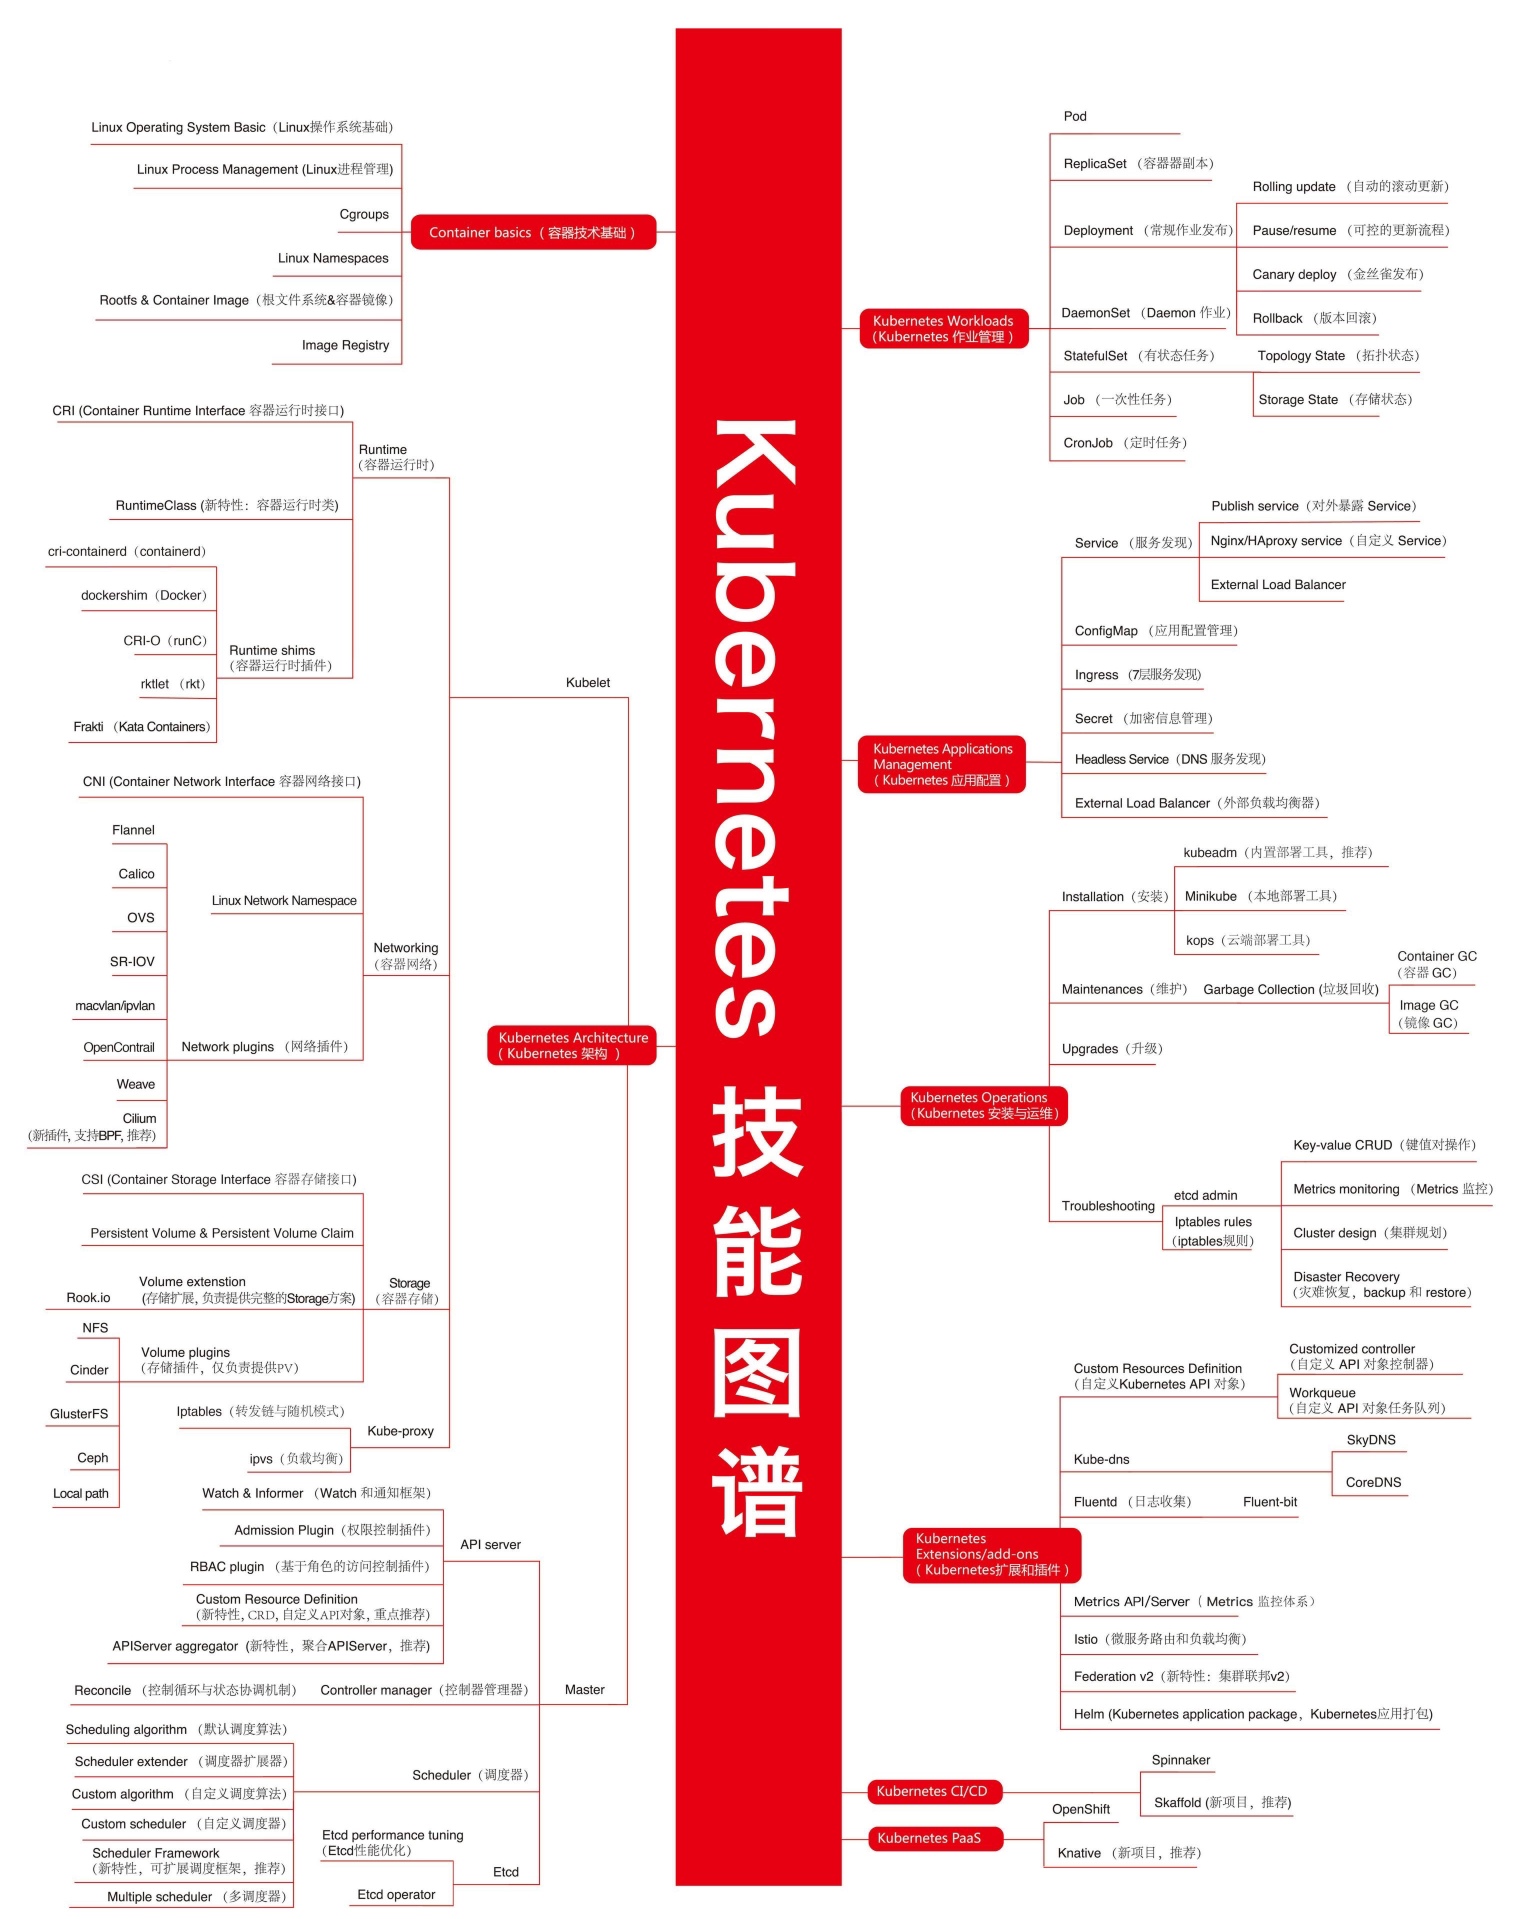 Kubernetes 技能图谱
Container basics（容器技术基础）
Linux Operating System Basic（Linux操作系统基础）
Linux Process Management (Linux进程管理)
Cgroups
Linux Namespaces
Rootfs & Container Image（根文件系统&容器镜像）
Image Registry
Kubernetes Architecture
（Kubernetes 架构 ）
Kubelet
Runtime
（容器运行时）
CRI (Container Runtime Interface 容器运行时接口)
RuntimeClass (新特性：容器运行时类)
Runtime shims
（容器运行时插件）
cri-containerd（containerd）
dockershim（Docker）
CRI-O（runC）
rktlet （rkt）
Frakti （Kata Containers）
Networking
（容器网络）
CNI (Container Network Interface 容器网络接口)
Linux Network Namespace
Network plugins （网络插件）
Flannel
Calico
OVS
SR-IOV
macvlan/ipvlan
OpenContrail
Weave
Cilium
（新插件, 支持BPF, 推荐）
Storage
（容器存储）
CSI (Container Storage Interface 容器存储接口)
Persistent Volume & Persistent Volume Claim
Volume extenstion
（存储扩展, 负责提供完整的Storage方案）
Rook.io
Volume plugins
（存储插件，仅负责提供PV）
NFS
Cinder
GlusterFS
Ceph
Local path
Kube-proxy
Iptables（转发链与随机模式）
ipvs（负载均衡）
Master
API server
Watch & Informer （Watch 和通知框架）
Admission Plugin（权限控制插件）
RBAC plugin （基于角色的访问控制插件）
Custom Resource Definition
（新特性, CRD, 自定义API对象，重点推荐）
APIServer aggregator (新特性，聚合APIServer，推荐)
Controller manager（控制器管理器）
Reconcile （控制循环与状态协调机制）
Scheduler（调度器）
Scheduling algorithm （默认调度算法）
Scheduler extender （调度器扩展器）
Custom algorithm （自定义调度算法）
Custom scheduler （自定义调度器）
Scheduler Framework
（新特性，可扩展调度框架，推荐）
Multiple scheduler （多调度器）
Etcd
Etcd performance tuning
（Etcd性能优化）
Etcd operator
Kubernetes Workloads
（Kubernetes 作业管理 ）
Pod
ReplicaSet （容器器副本）
Deployment （常规作业发布）
Rolling update （自动的滚动更新）
Pause/resume （可控的更新流程）
Canary deploy （金丝雀发布）
Rollback （版本回滚）
DaemonSet （Daemon 作业）
StatefulSet （有状态任务）
Topology State （拓扑状态）
Storage State （存储状态）
Job （一次性任务）
CronJob （定时任务）
Kubernetes Applications
Management
（ Kubernetes 应用配置 ）
Service （服务发现）
Publish service（对外暴露 Service）
Nginx/HAproxy service（自定义 Service）
External Load Balancer
ConfigMap （应用配置管理）
Ingress （7层服务发现）
Secret （加密信息管理）
Headless Service（DNS 服务发现）
External Load Balancer（外部负载均衡器）
Kubernetes Operations
（Kubernetes 安装与运维）
Installation（安装）
kubeadm（内置部署工具，推荐）
Minikube （本地部署工具）
kops（云端部署工具）
Maintenances（维护）
Garbage Collection (垃圾回收)
Container GC
（容器 GC）
Image GC
（镜像 GC）
Upgrades（升级）
Troubleshooting
etcd admin
Key-value CRUD（键值对操作）
Metrics monitoring （Metrics 监控）
Cluster design（集群规划）
Disaster Recovery
（灾难恢复，backup 和 restore）
Iptables rules
（iptables规则）
Kubernetes
Extensions/add-ons
（ Kubernetes扩展和插件 ）
Custom Resources Definition
（自定义Kubernetes API 对象）
Customized controller
（自定义 API 对象控制器）
Workqueue
（自定义 API 对象任务队列）
Kube-dns
SkyDNS
CoreDNS
Fluentd （日志收集）
Fluent-bit
Metrics API/Server（ Metrics 监控体系）
Istio（微服务路由和负载均衡）
Federation v2（新特性：集群联邦v2）
Helm (Kubernetes application package，Kubernetes应用打包)
Kubernetes CI/CD
Spinnaker
Skaffold (新项目，推荐)
Kubernetes PaaS
OpenShift
Knative （新项目，推荐）